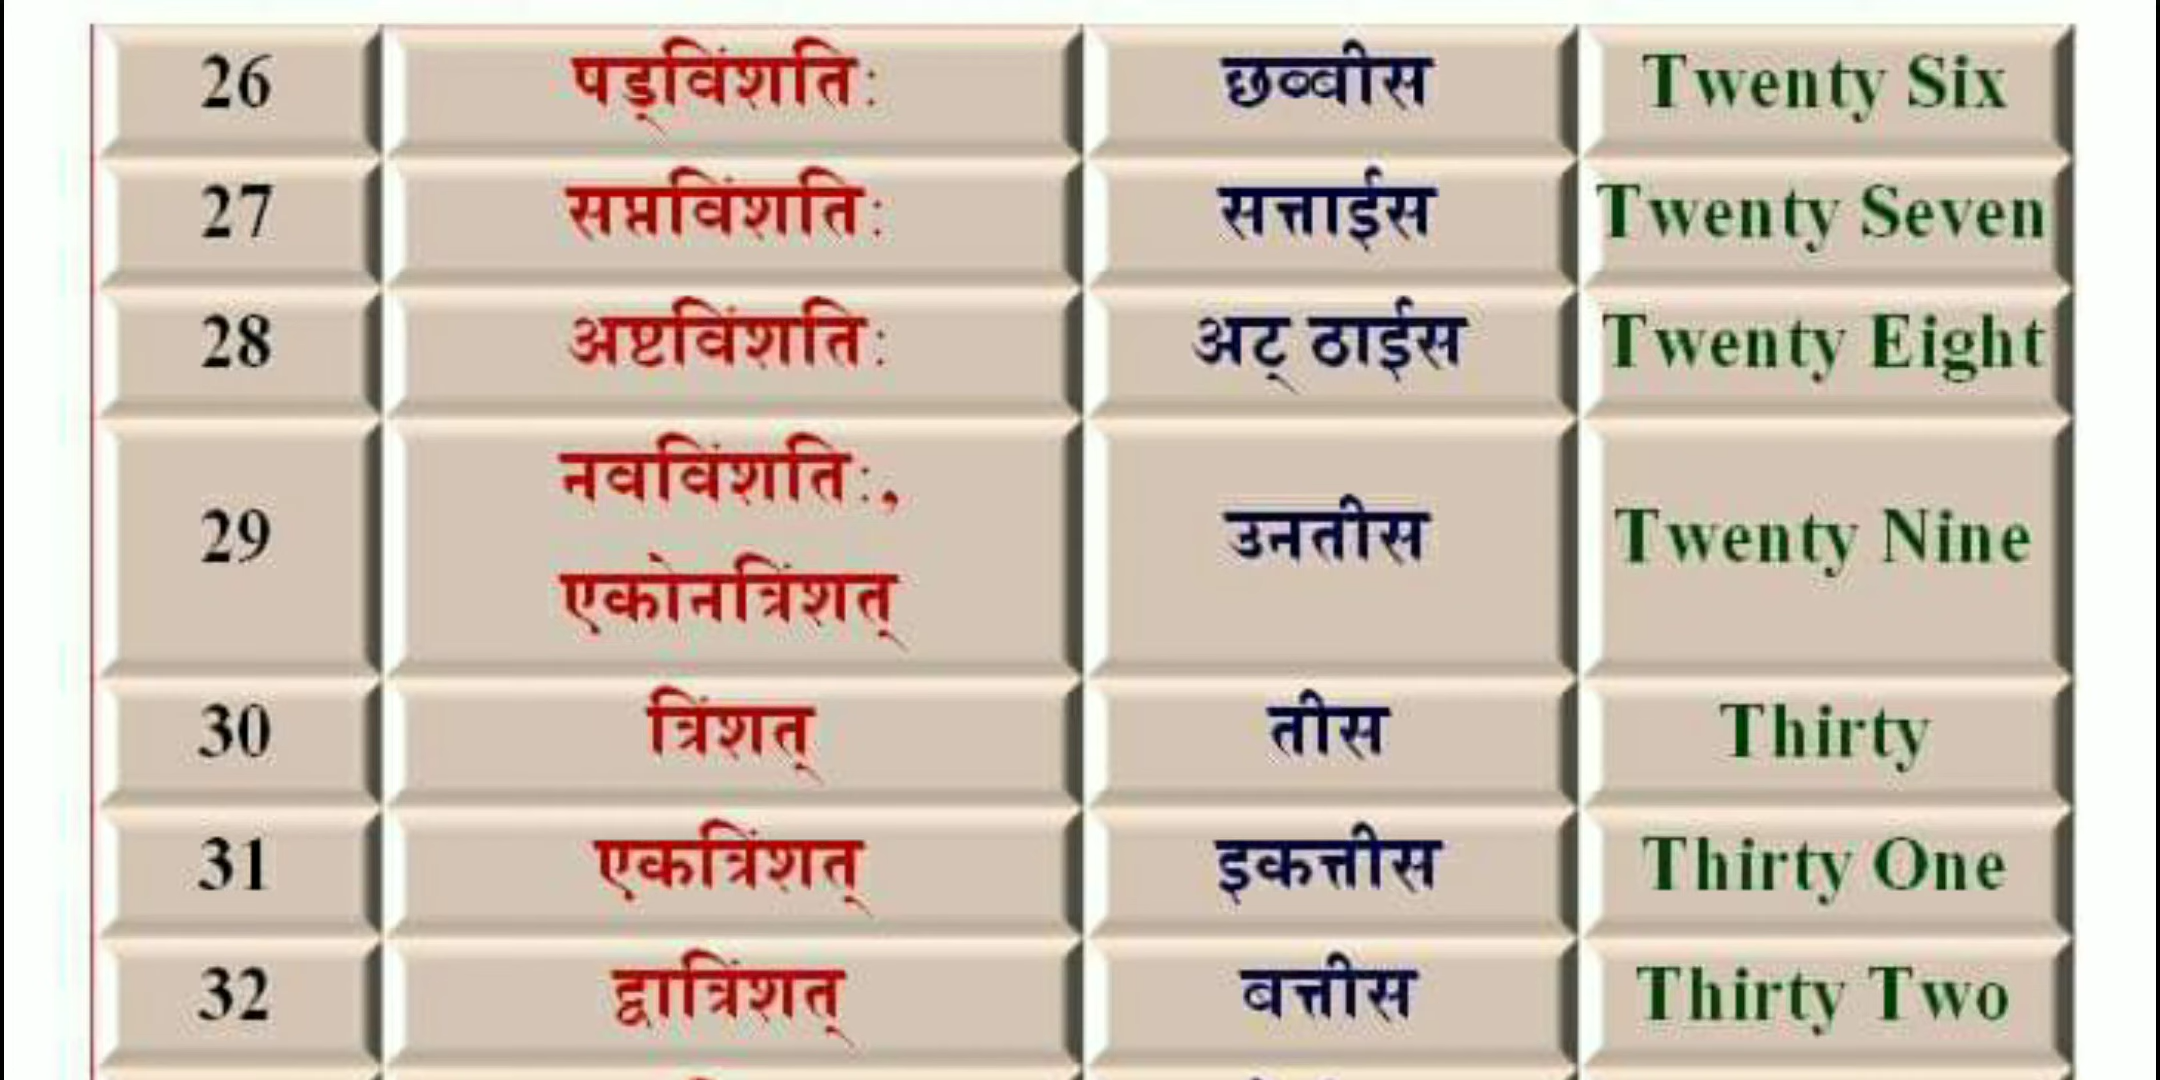 26 पड्विंशति: छब्बीस Twenty Six
27 सप्तविंशति: सत्ताईस Twenty Seven
28 अष्टविंशति: अट् ठाईस Twenty Eight
29 नवविंशति:, एकोनत्रिंशत् उनतीस Twenty Nine
30 त्रिंशत् तीस Thirty
31 एकत्रिंशत् इकत्तीस Thirty One
32 द्वात्रिंशत् बत्तीस Thirty Two